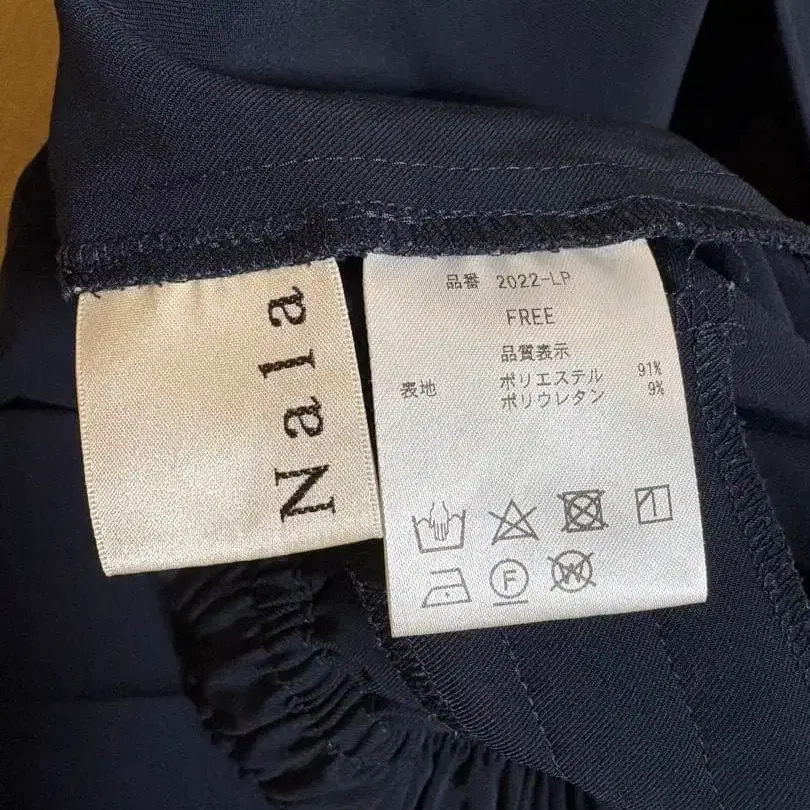 Nala
品番 2022-LP
FREE
品質表示
表地 ポリエステル 91%
ポリウレタン 9%
F W